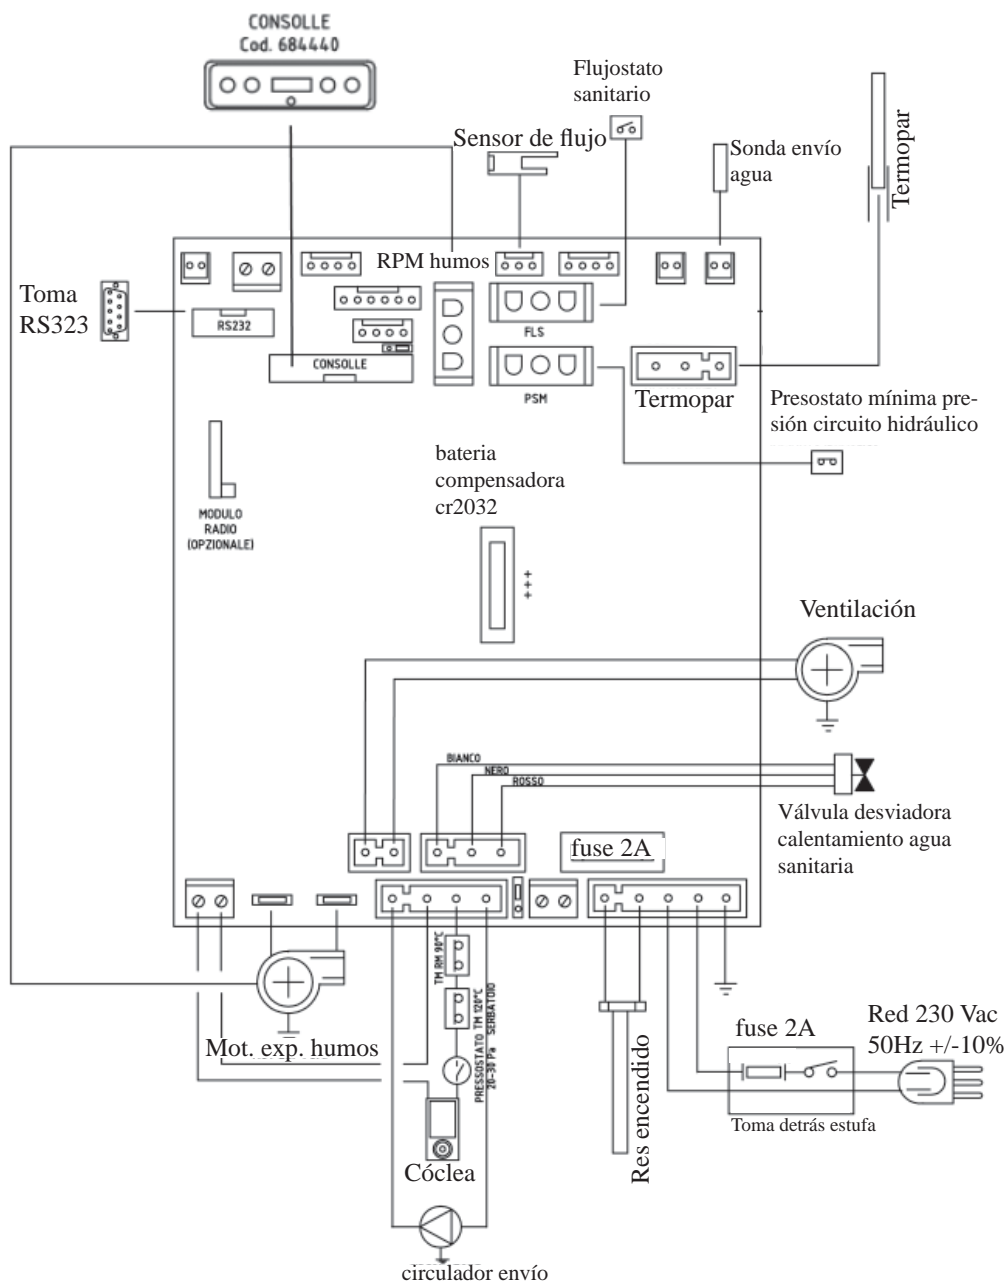 CONSOLLE
Cod. 684440
Flujostato
sanitario
Sensor de flujo
Sonda envío
agua
Termopar
RPM humos
Toma
RS323
RS232
FLS
CONSOLLE
PSM
Termopar
Presostato mínima pre-
sión circuito hidráulico
bateria
compensadora
cr2032
+++
MODULO
RADIO
(OPZIONALE)
Ventilación
BIANCO
NERO
ROSSO
Válvula desviadora
calentamiento agua
sanitaria
fuse 2A
TM RM 90°C
PRESSOSTATO TM 120°C
20-30 Pa SERBATOIO
Mot. exp. humos
Cóclea
Res encendido
fuse 2A
Red 230 Vac
50Hz +/-10%
Toma detrás estufa
circulador envío